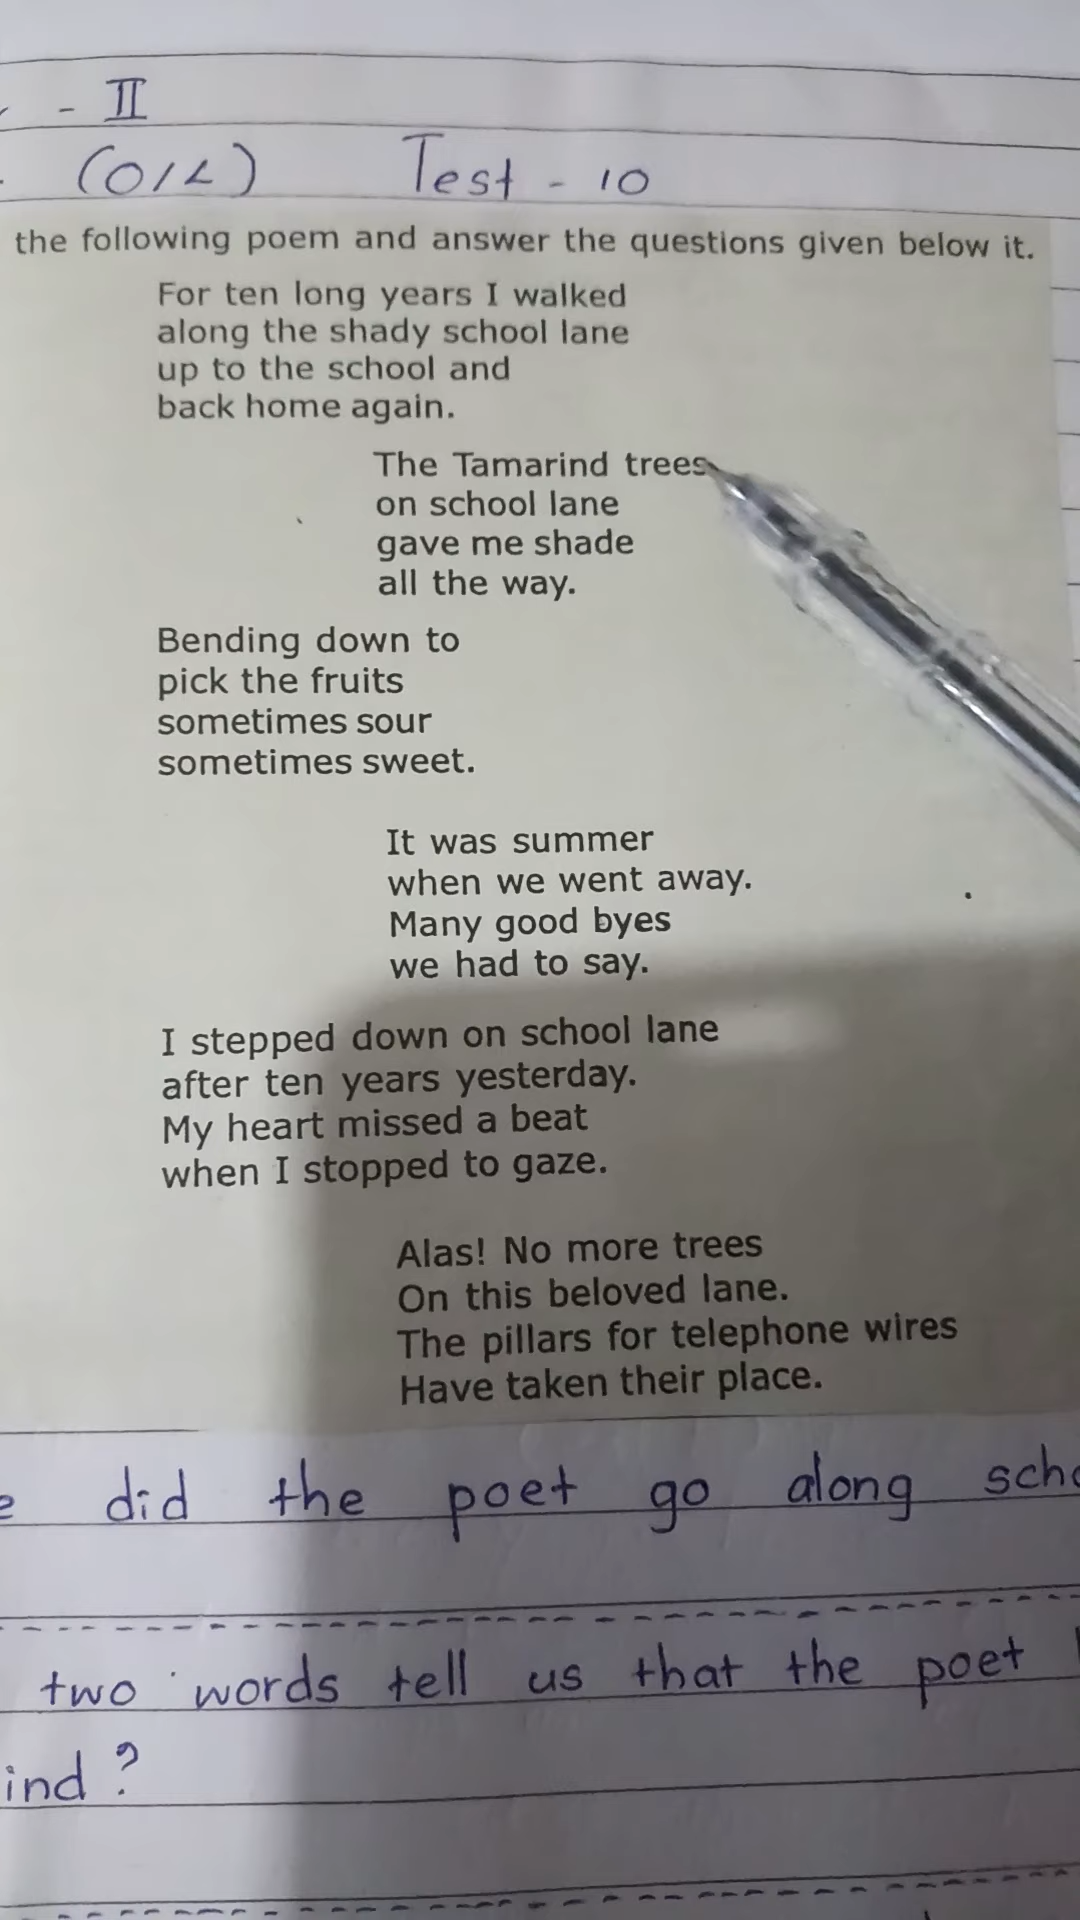 - II
(O/L) Test - 10
the following poem and answer the questions given below it.
For ten long years I walked
along the shady school lane
up to the school and
back home again.
The Tamarind trees
on school lane
gave me shade
all the way.
Bending down to
pick the fruits
sometimes sour
sometimes sweet.
It was summer
when we went away.
Many good byes
we had to say.
I stepped down on school lane
after ten years yesterday.
My heart missed a beat
when I stopped to gaze.
Alas! No more trees
On this beloved lane.
The pillars for telephone wires
Have taken their place.
did the poet go along
two words tell us that the poet
ind?